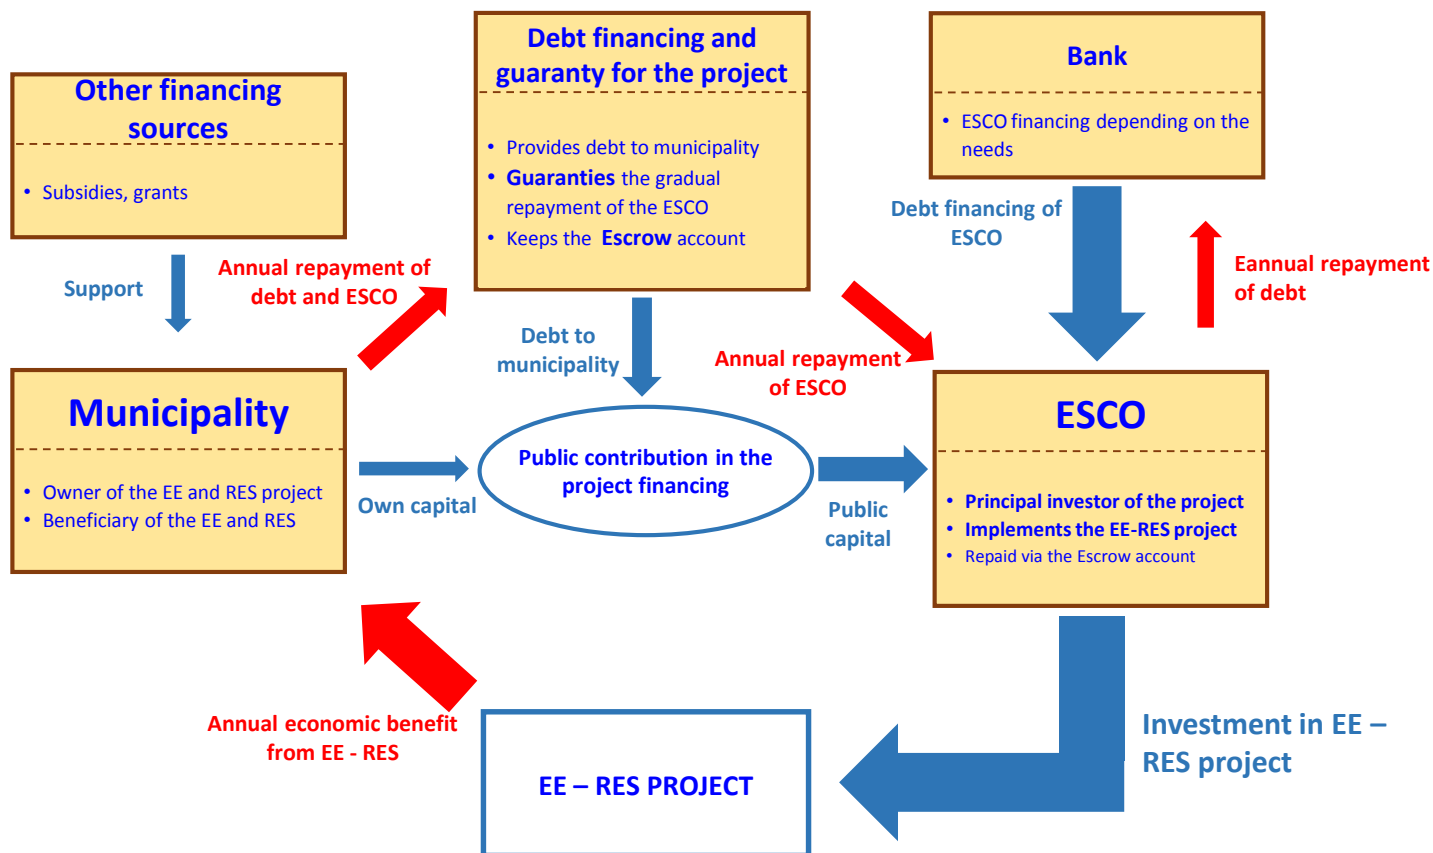 Other financing
sources
• Subsidies, grants
Debt financing and
guaranty for the project
• Provides debt to municipality
• Guaranties the gradual
repayment of the ESCO
• Keeps the Escrow account
Bank
• ESCO financing depending on the
needs
Support
Annual repayment of
debt and ESCO
Debt to
municipality
Annual repayment
of ESCO
Debt financing of
ESCO
Eannual repayment
of debt
Municipality
• Owner of the EE and RES project
• Beneficiary of the EE and RES
Own capital
Public contribution in the
project financing
Public
capital
ESCO
• Principal investor of the project
• Implements the EE-RES project
• Repaid via the Escrow account
Annual economic benefit
from EE - RES
EE – RES PROJECT
Investment in EE –
RES project